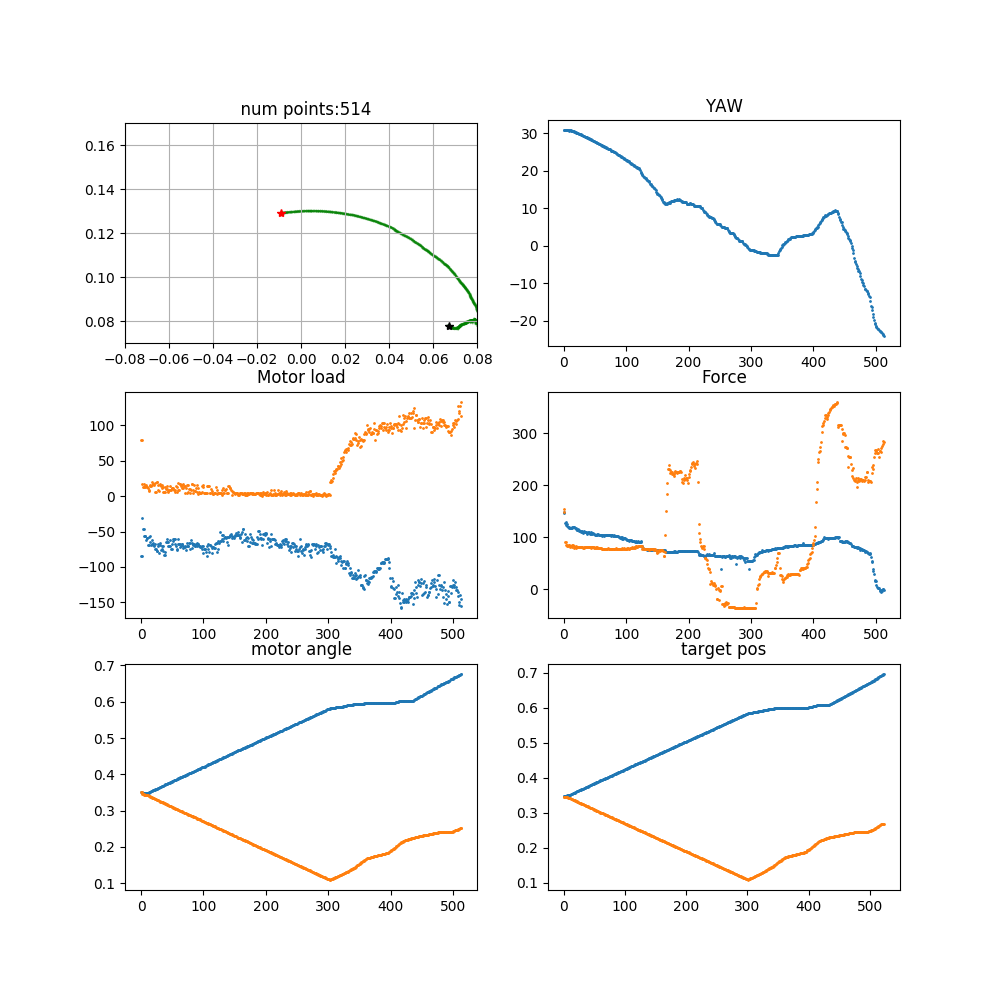 num points:514
YAW
0.16
0.14
0.12
0.10
0.08
−0.08 −0.06 −0.04 −0.02 0.00 0.02 0.04 0.06 0.08
30
20
10
0
−10
−20
0 100 200 300 400 500
Motor load
Force
100
50
0
−50
−100
−150
0 100 200 300 400 500
300
200
100
0
0 100 200 300 400 500
motor angle
target pos
0.7
0.6
0.5
0.4
0.3
0.2
0.1
0 100 200 300 400 500
0.7
0.6
0.5
0.4
0.3
0.2
0.1
0 100 200 300 400 500